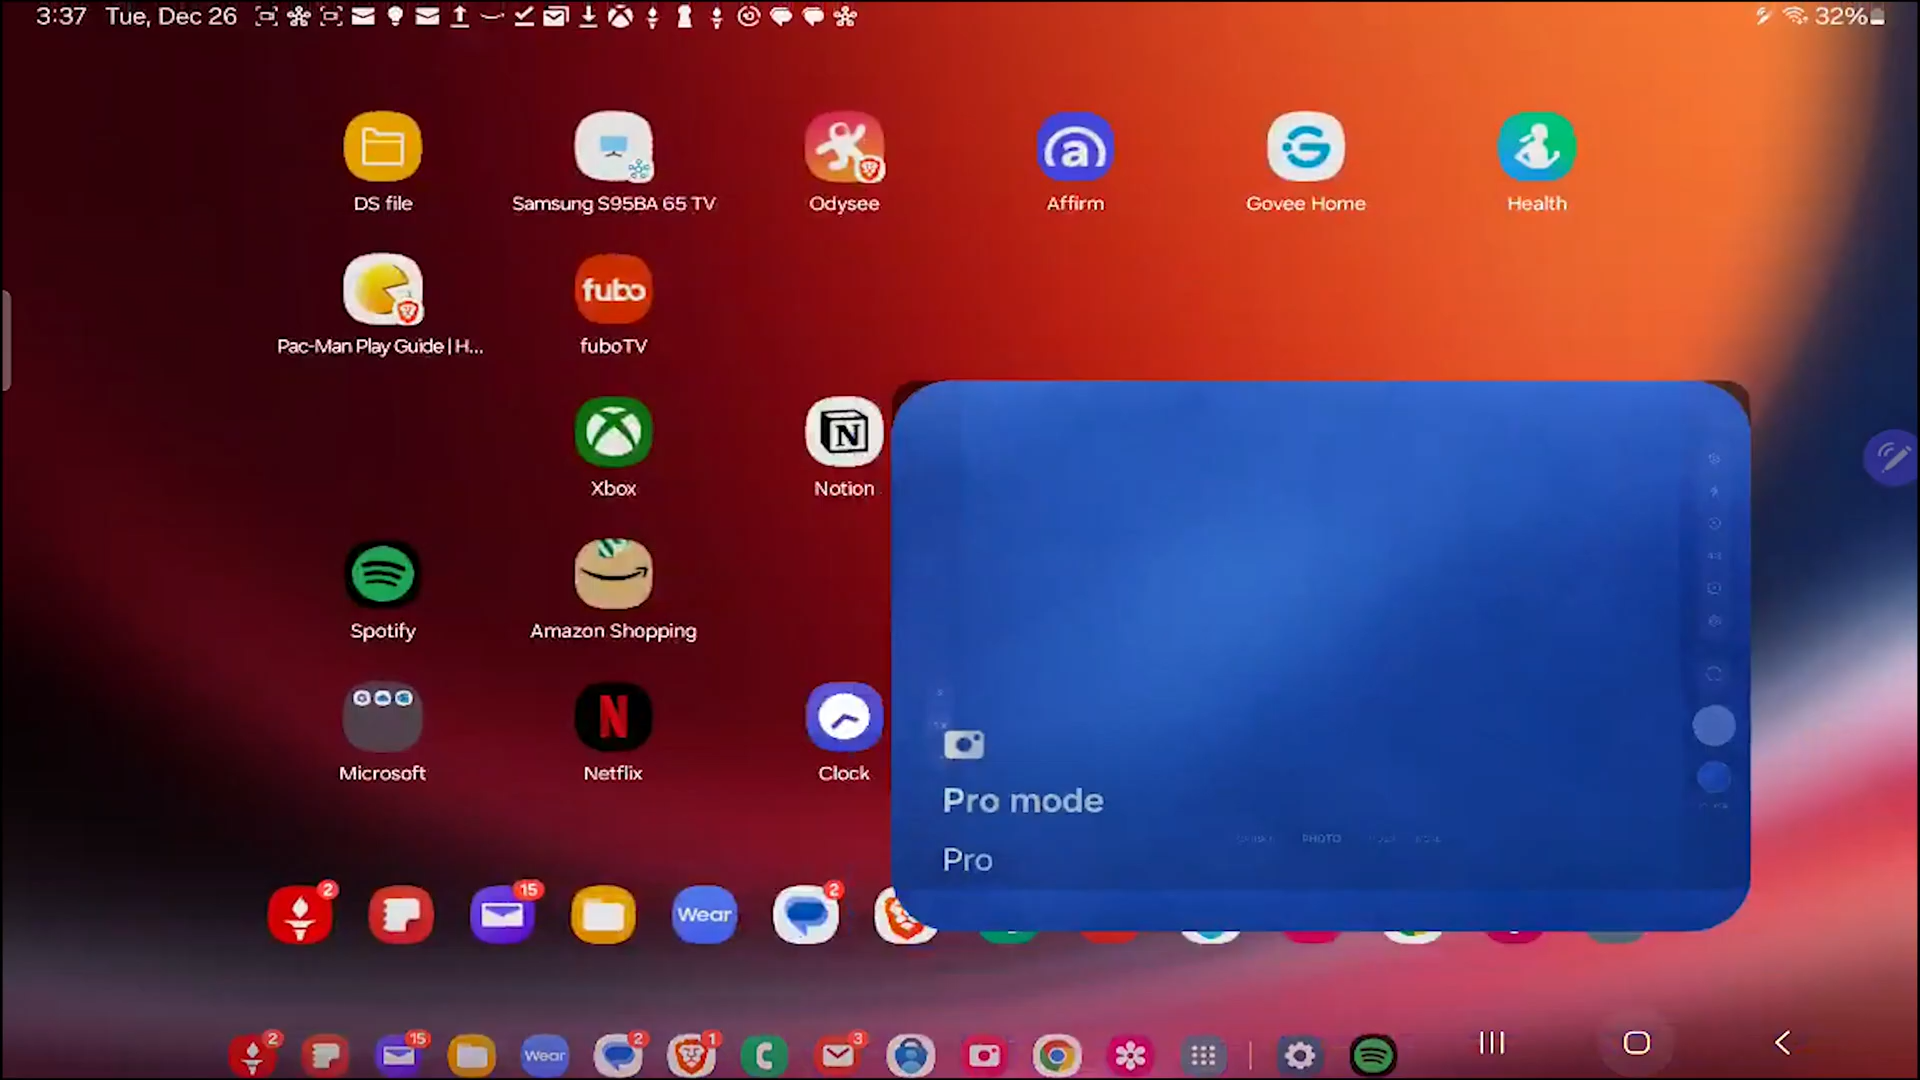 3:37 Tue, Dec 26
32%
DS file
Samsung S95BA 65 TV
Odysee
Affirm
Govee Home
Health
fubo
Pac-Man Play Guide | H...
fuboTV
N
Xbox
Notion
Spotify
Amazon Shopping
N
Microsoft
Netflix
Clock
Pro mode
PHOTO
Pro
2
15
Wear
2
2
15
Wear
2
1
3